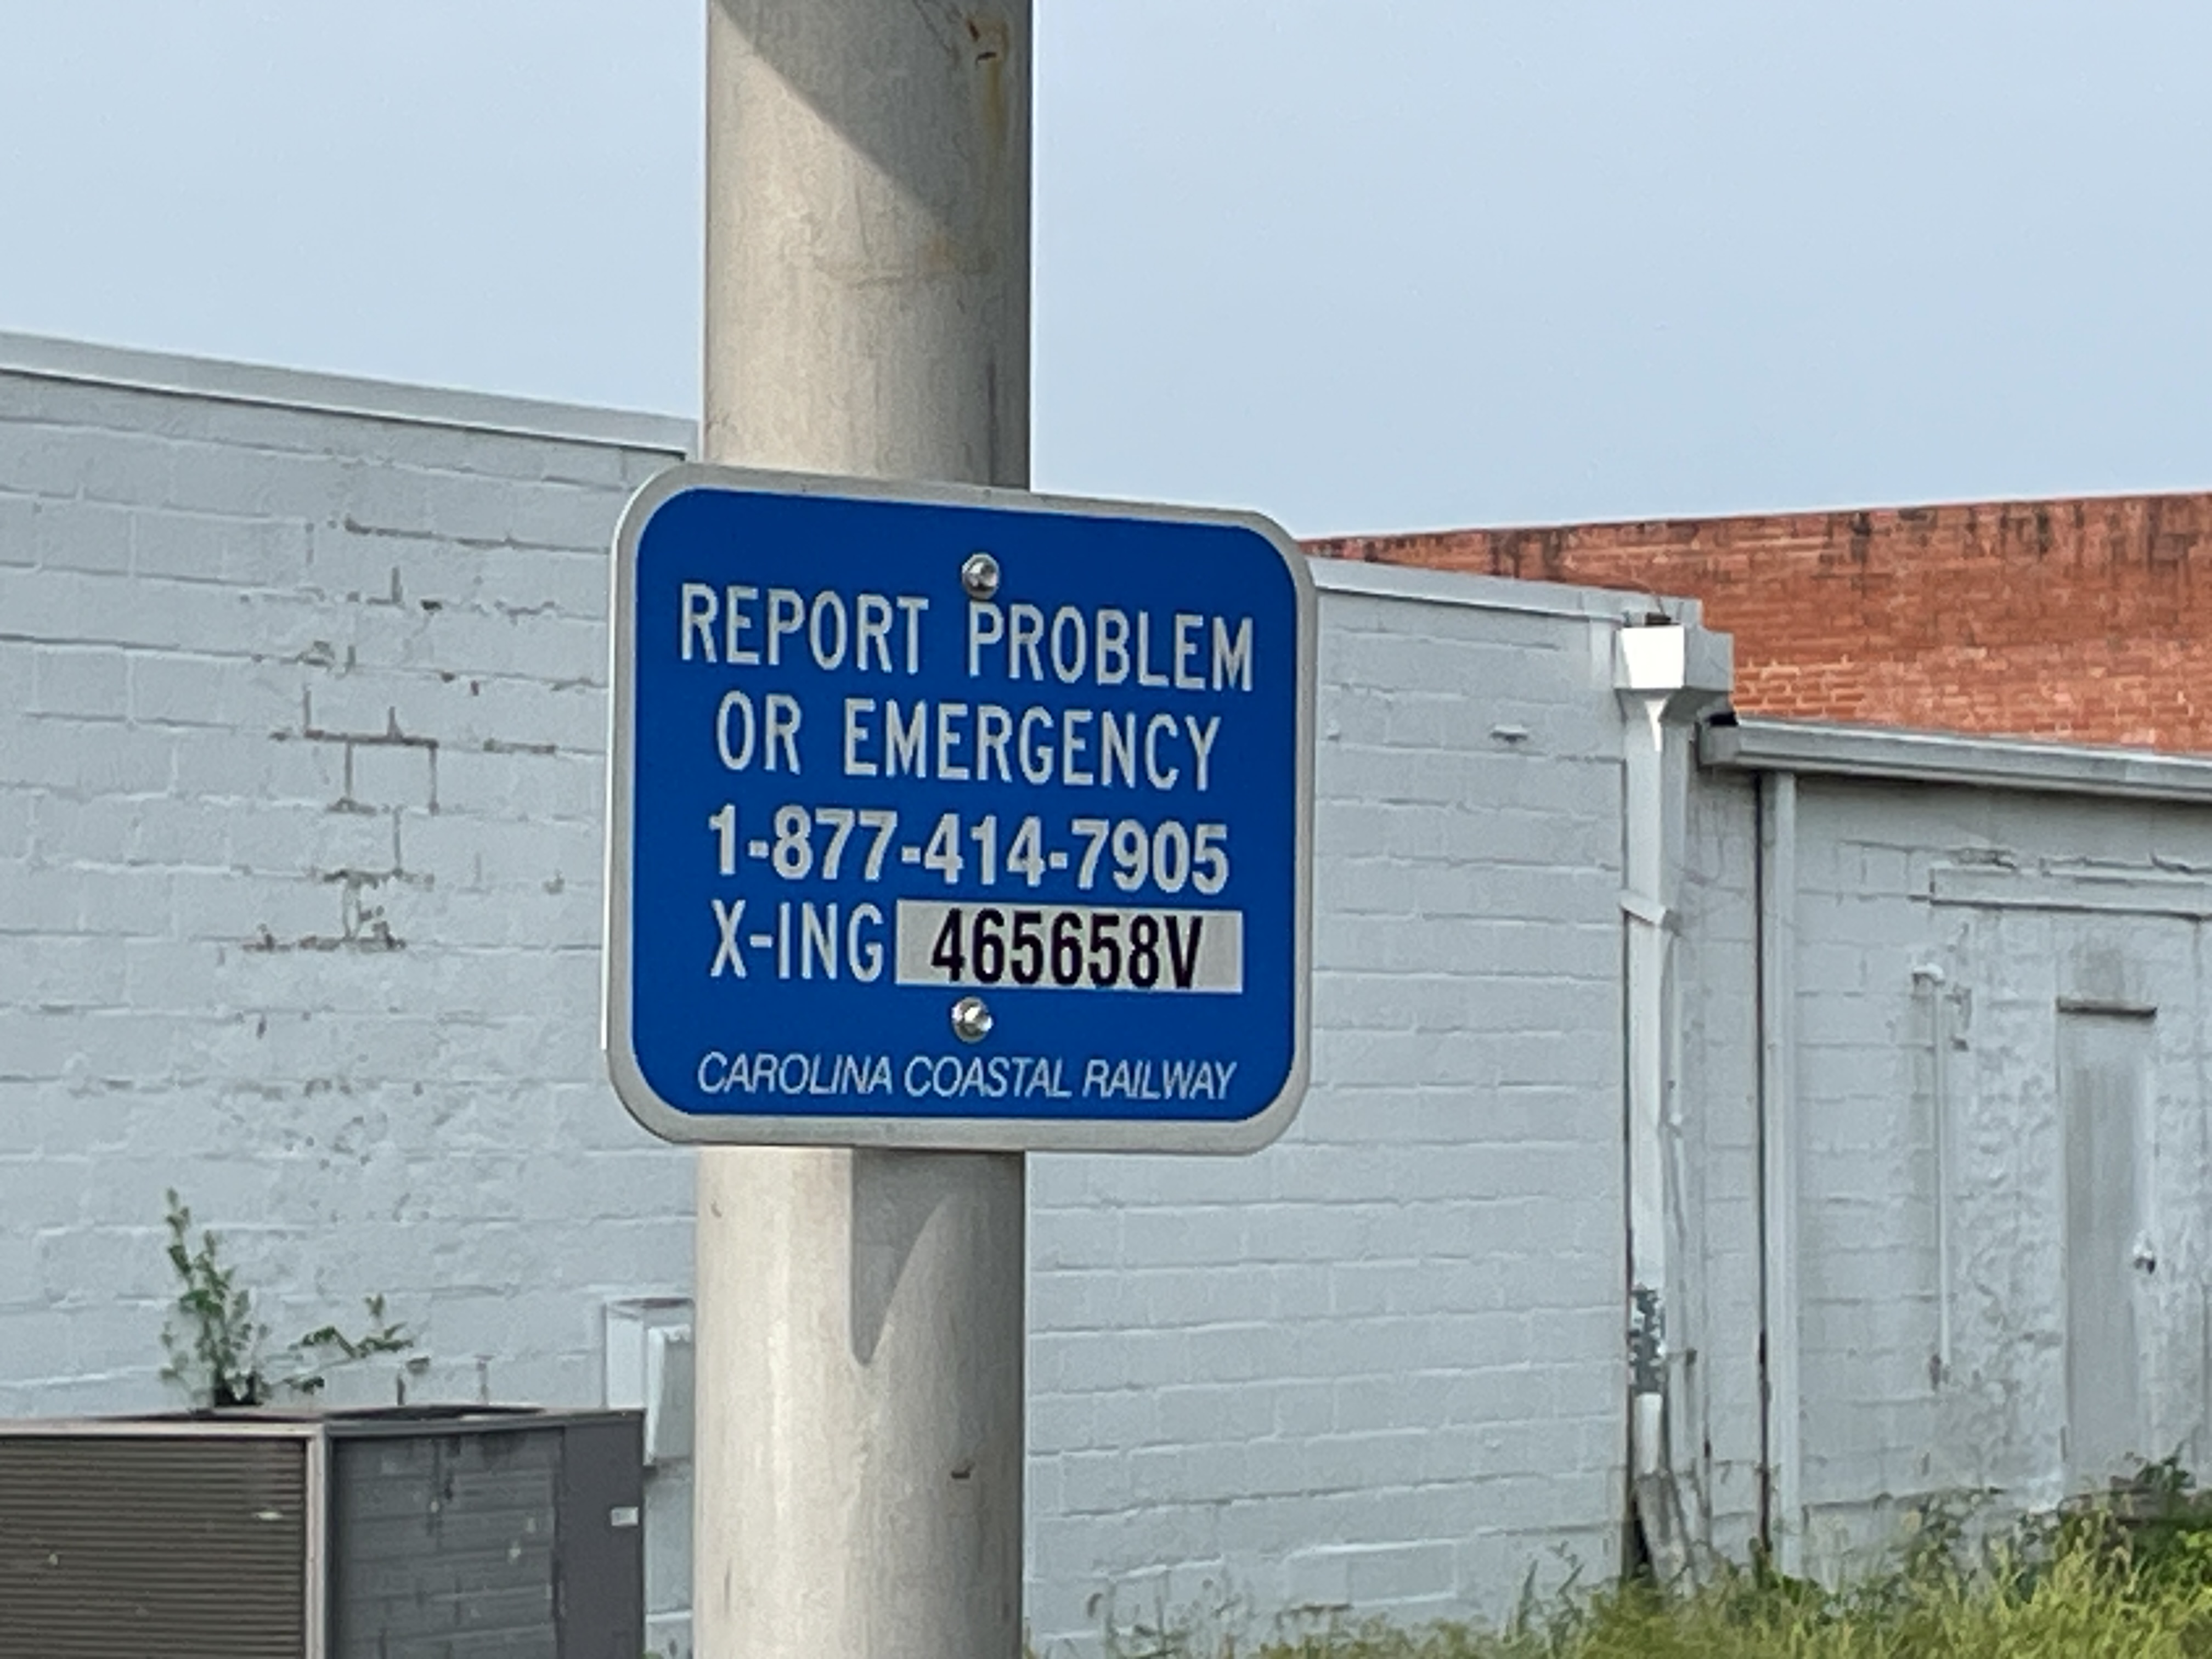 REPORT PROBLEM
OR EMERGENCY
1-877-414-7905
X-ING 465658V
CAROLINA COASTAL RAILWAY